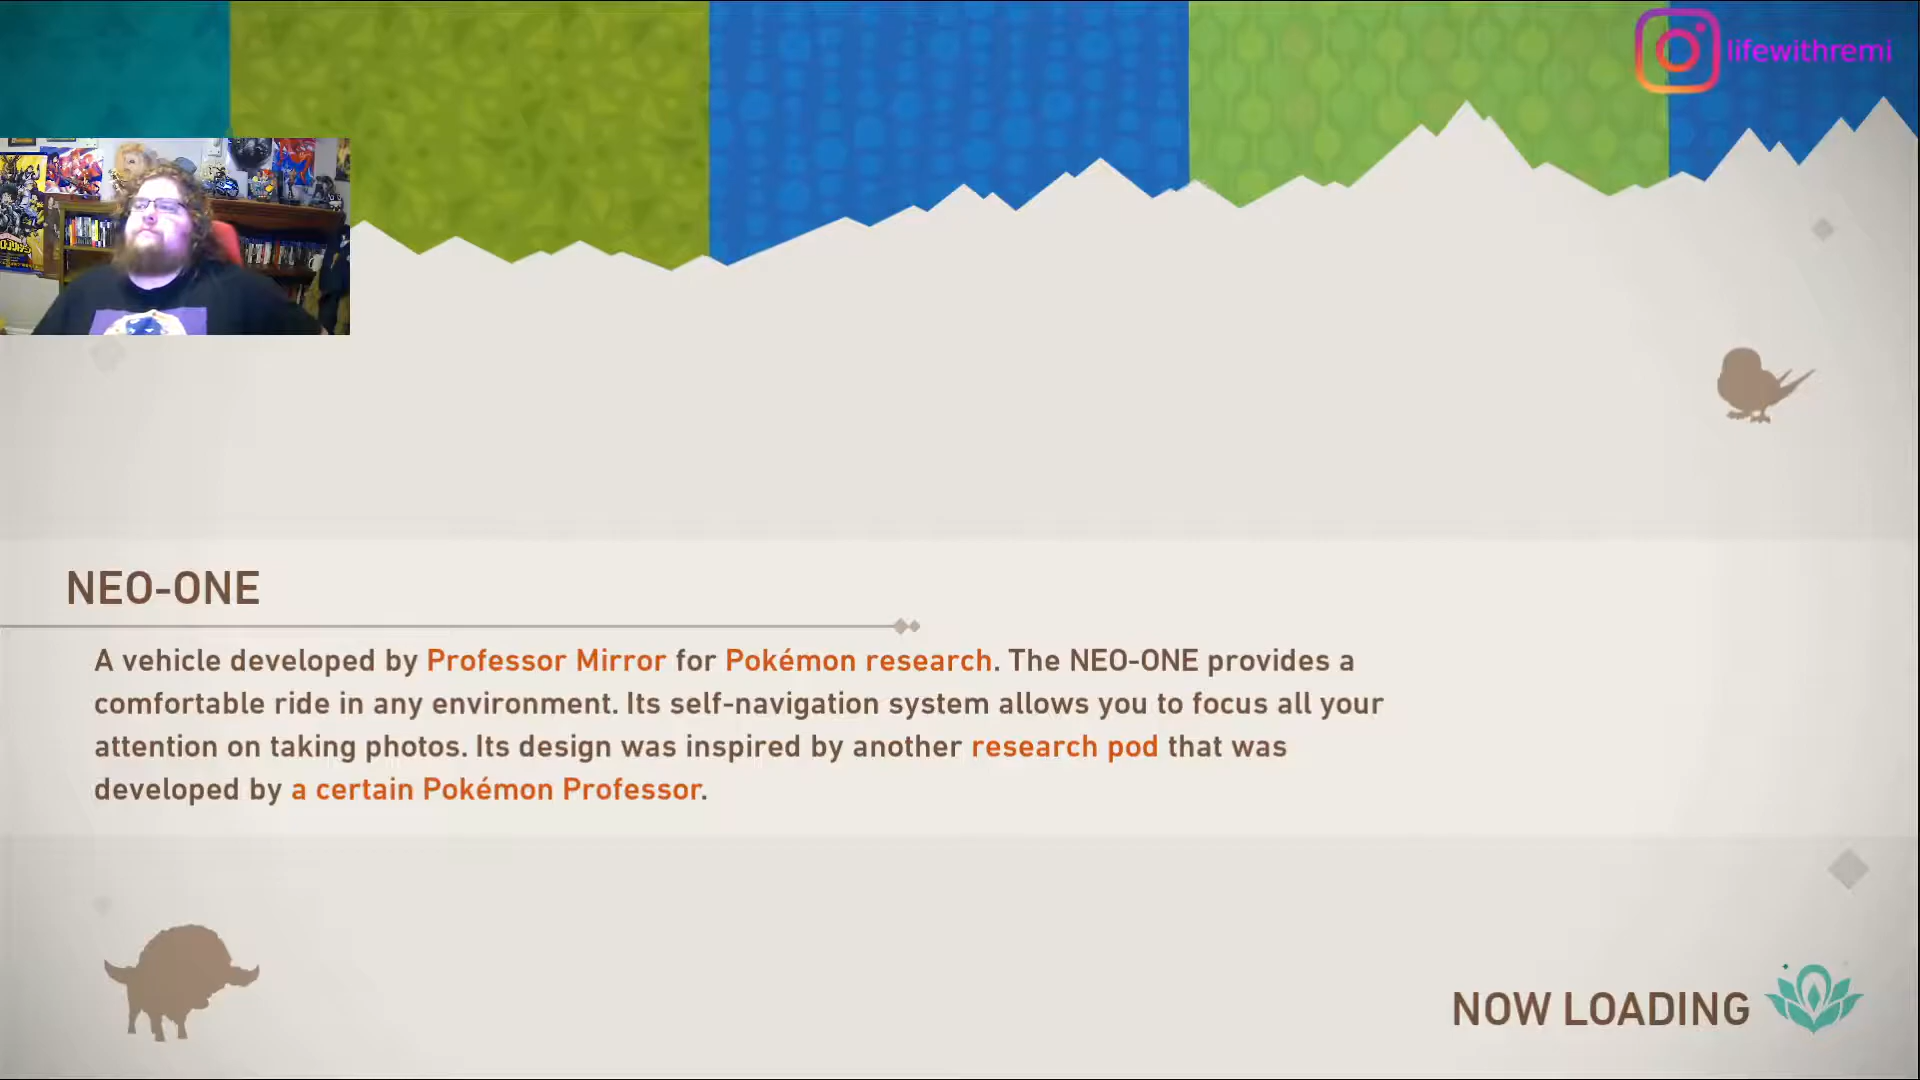 lifewithremi
NEO-ONE
A vehicle developed by Professor Mirror for Pokémon research. The NEO-ONE provides a
comfortable ride in any environment. Its self-navigation system allows you to focus all your
attention on taking photos. Its design was inspired by another research pod that was
developed by a certain Pokémon Professor.
NOW LOADING